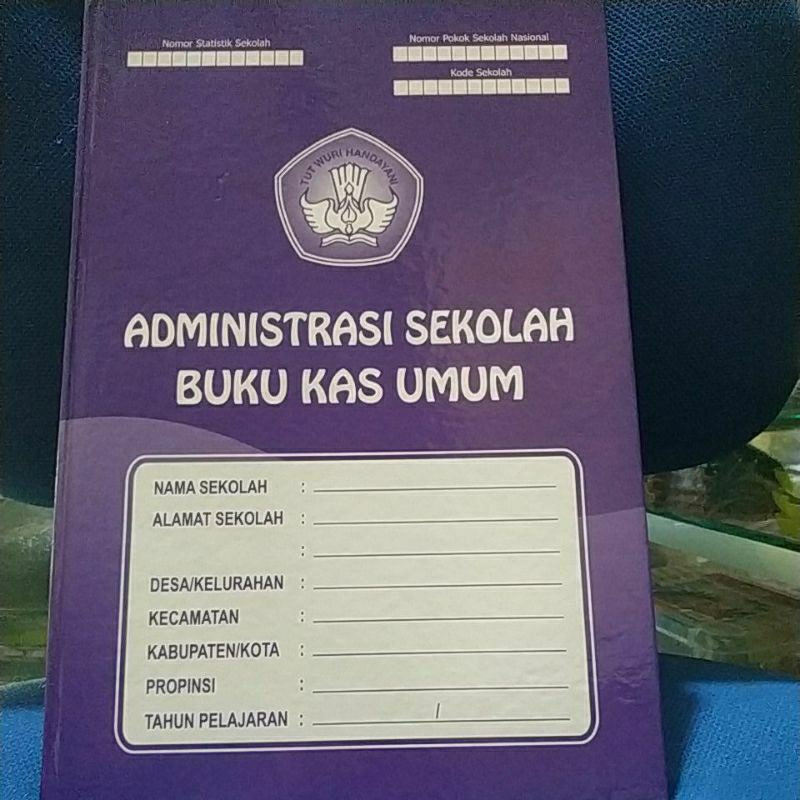 Nomor Statistik Sekolah
Nomor Pokok Sekolah Nasional
Kode Sekolah
TUT WURI HANDAYANI
ADMINISTRASI SEKOLAH
BUKU KAS UMUM
NAMA SEKOLAH :
ALAMAT SEKOLAH :
:
DESA/KELURAHAN :
KECAMATAN :
KABUPATEN/KOTA :
PROPINSI :
TAHUN PELAJARAN : /